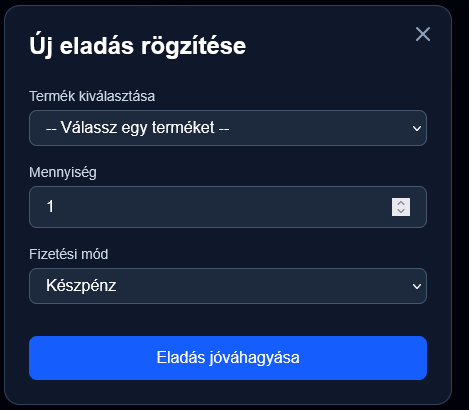 Új eladás rögzítése
Termék kiválasztása
-- Válassz egy terméket --
Mennyiség
1
Fizetési mód
Készpénz
Eladás jóváhagyása